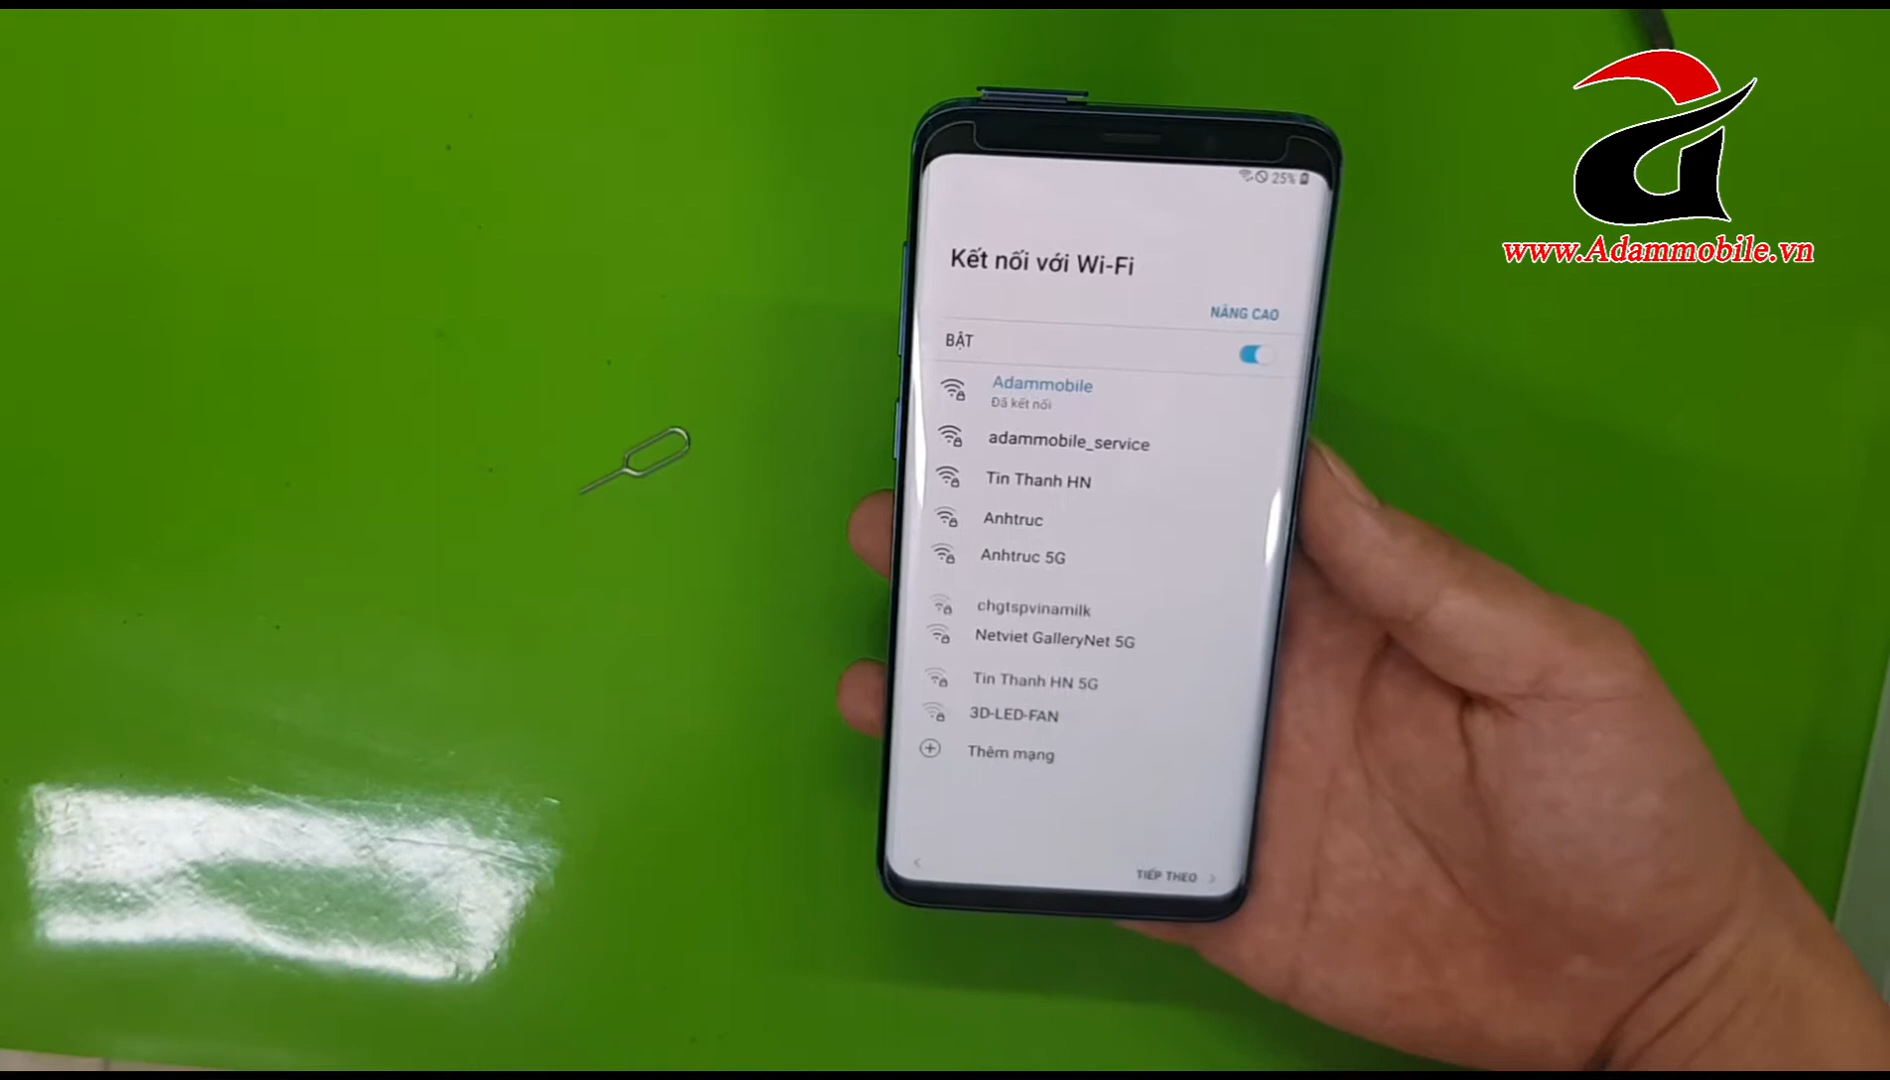 www.Adammobile.vn
25%
Kết nối với Wi-Fi
NÂNG CAO
BẬT
Adammobile
Đã kết nối
adammobile_service
Tin Thanh HN
Anhtruc
Anhtruc 5G
chgtspvinamilk
Netviet GalleryNet 5G
Tin Thanh HN 5G
3D-LED-FAN
Thêm mạng
TIẾP THEO